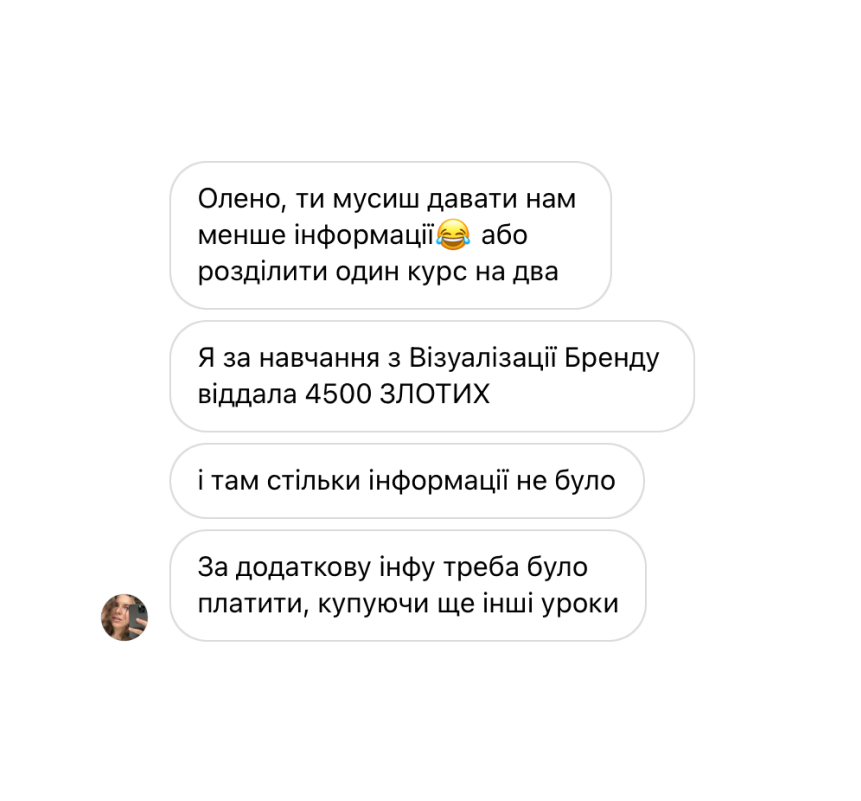 Олено, ти мусиш давати нам
менше інформації😂 або
розділити один курс на два
Я за навчання з Візуалізації Бренду
віддала 4500 ЗЛОТИХ
і там стільки інформації не було
За додаткову інфу треба було
платити, купуючи ще інші уроки